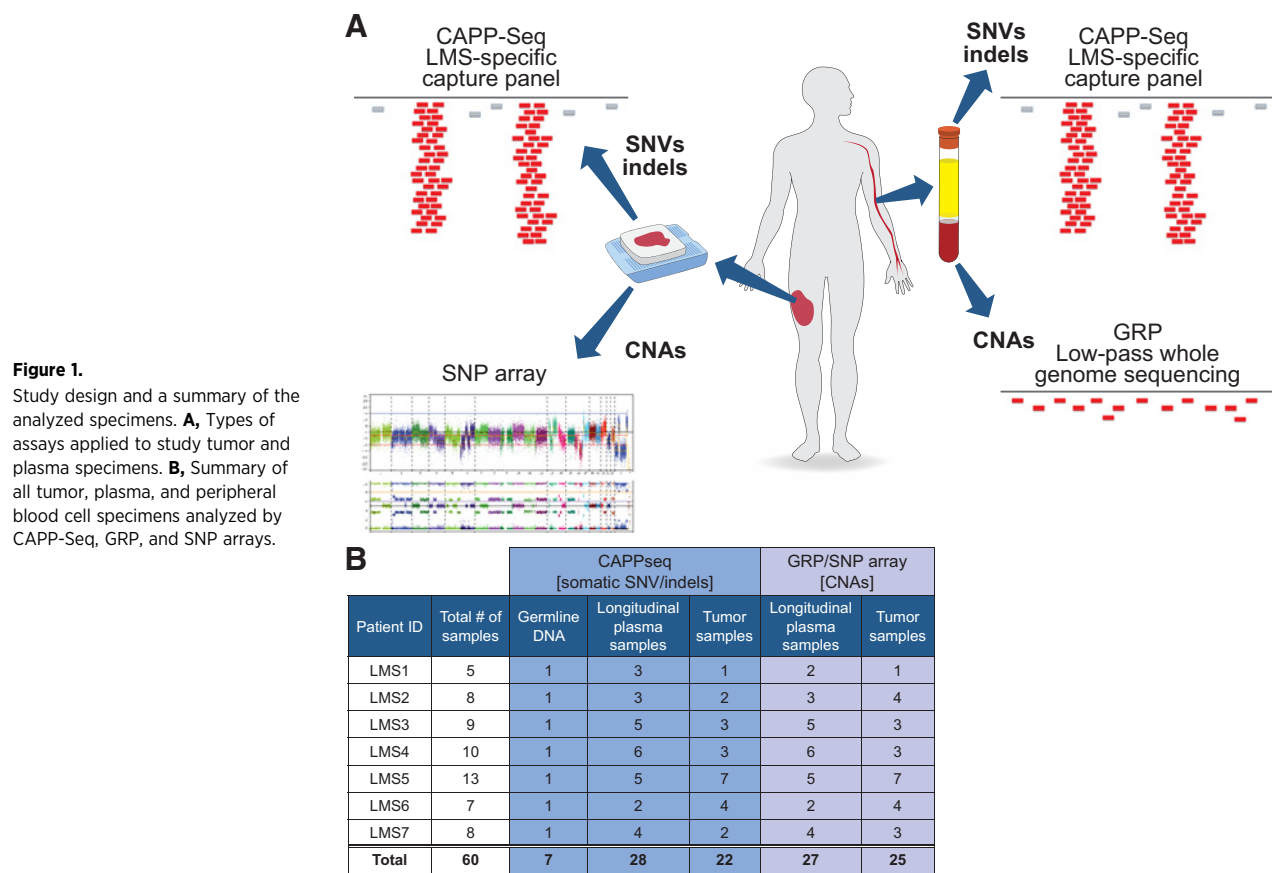 A
CAPP-Seq
LMS-specific
capture panel
SNVs
indels
CAPP-Seq
LMS-specific
capture panel
SNVs
indels
CNAs
SNP array
CNAs
GRP
Low-pass whole
genome sequencing
Figure 1.
Study design and a summary of the
analyzed specimens. A, Types of
assays applied to study tumor and
plasma specimens. B, Summary of
all tumor, plasma, and peripheral
blood cell specimens analyzed by
CAPP-Seq, GRP, and SNP arrays.
B
CAPPseq
[somatic SNV/indels]
GRP/SNP array
[CNAs]
Patient ID Total # of samples Germline DNA Longitudinal plasma samples Tumor samples Longitudinal plasma samples Tumor samples
LMS1 5 1 3 1 2 1
LMS2 8 1 3 2 3 4
LMS3 9 1 5 3 5 3
LMS4 10 1 6 3 6 3
LMS5 13 1 5 7 5 7
LMS6 7 1 2 4 2 4
LMS7 8 1 4 2 4 3
Total 60 7 28 22 27 25